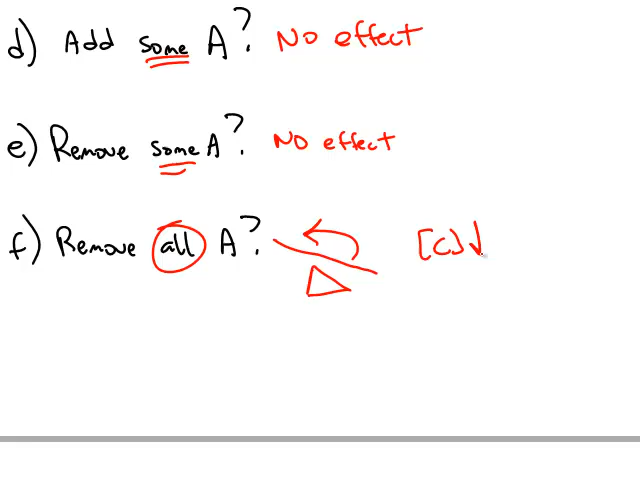 d) Add some A? No effect
e) Remove some A? No effect
f) Remove all A? [C]↓